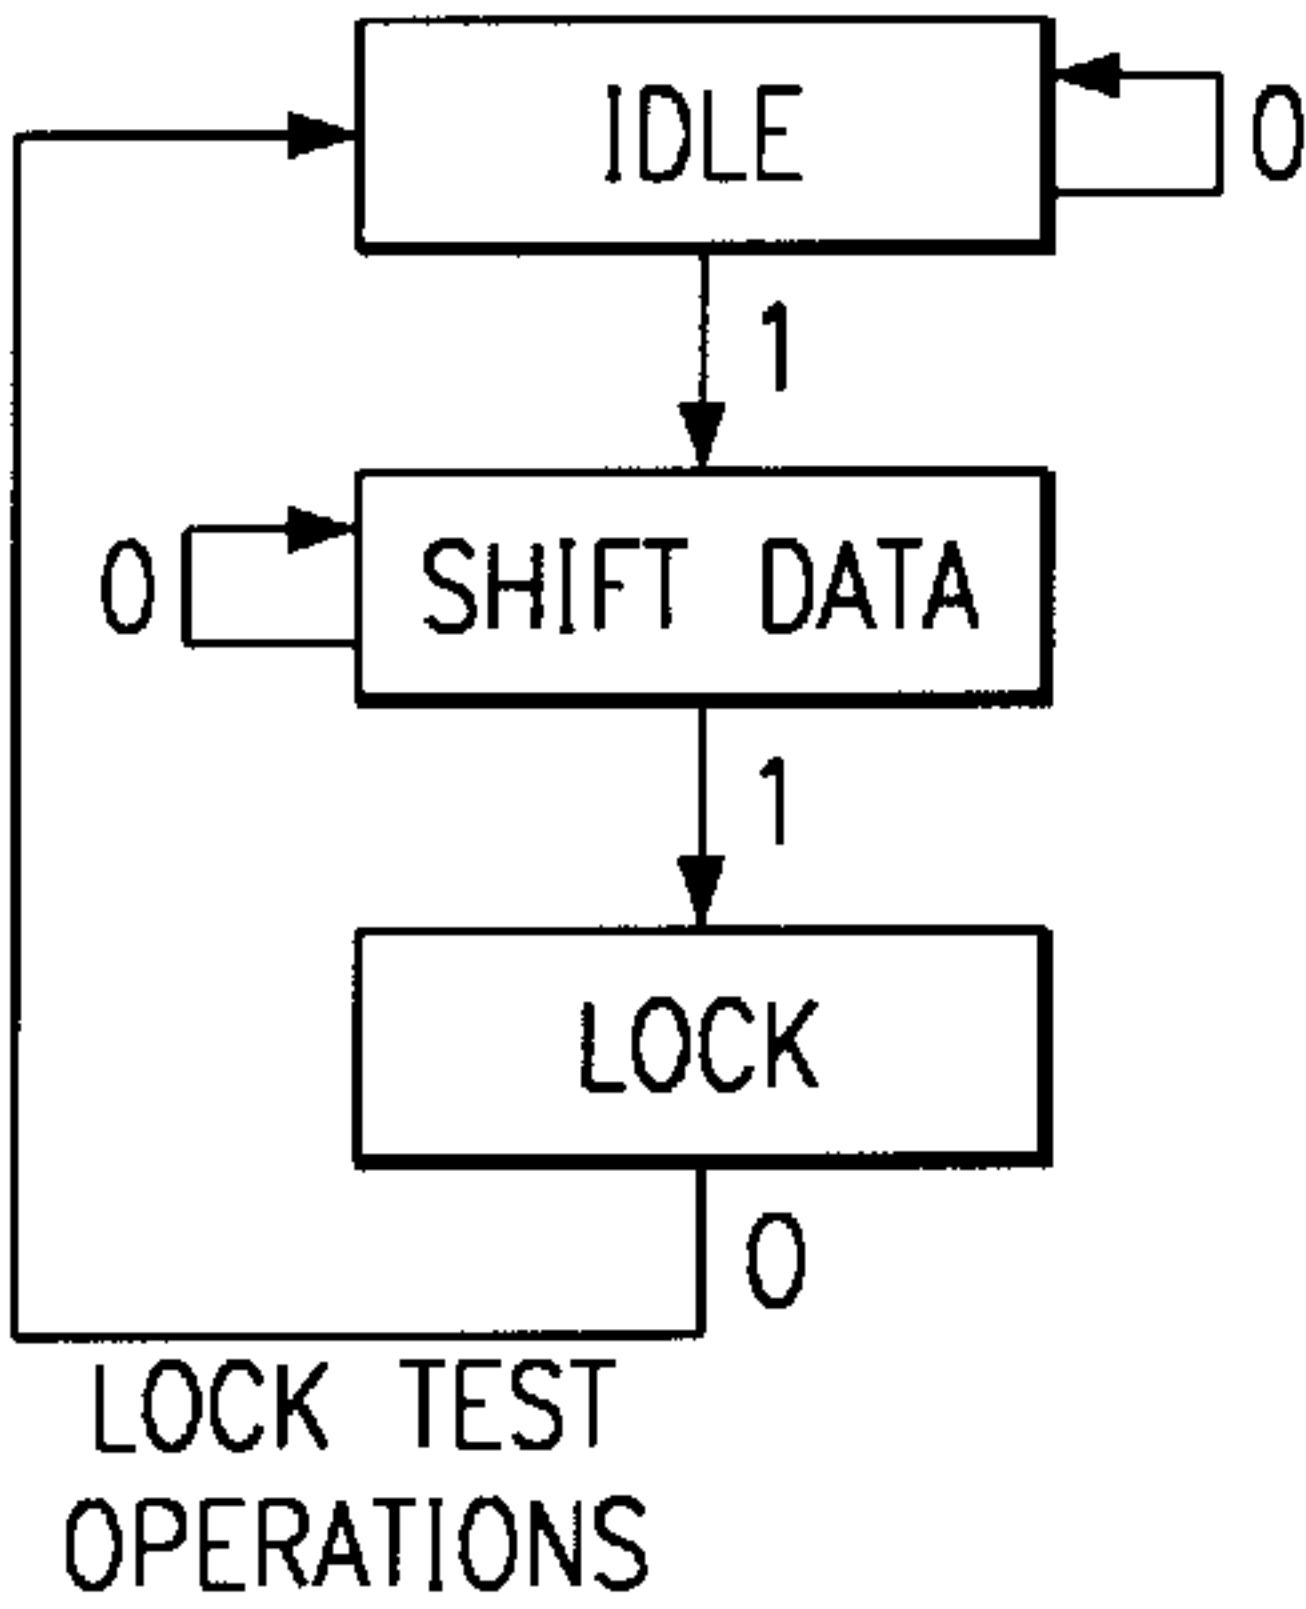 IDLE
0
1
0
SHIFT DATA
1
LOCK
0
LOCK TEST
OPERATIONS